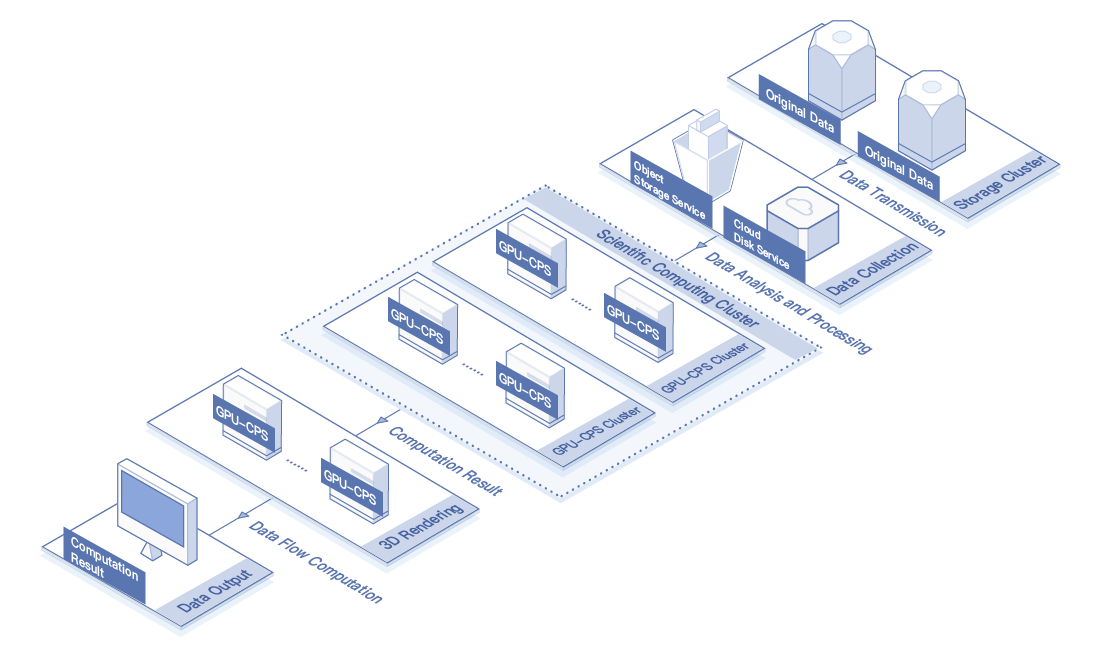 Original Data
Original Data
Storage Cluster
Data Transmission
Object
Storage Service
Cloud
Disk Service
Data Collection
Data Analysis and Processing
Scientific Computing Cluster
GPU-CPS
GPU-CPS
GPU-CPS Cluster
GPU-CPS
GPU-CPS
GPU-CPS Cluster
Computation Result
GPU-CPS
GPU-CPS
3D Rendering
Data Flow Computation
Computation
Result
Data Output